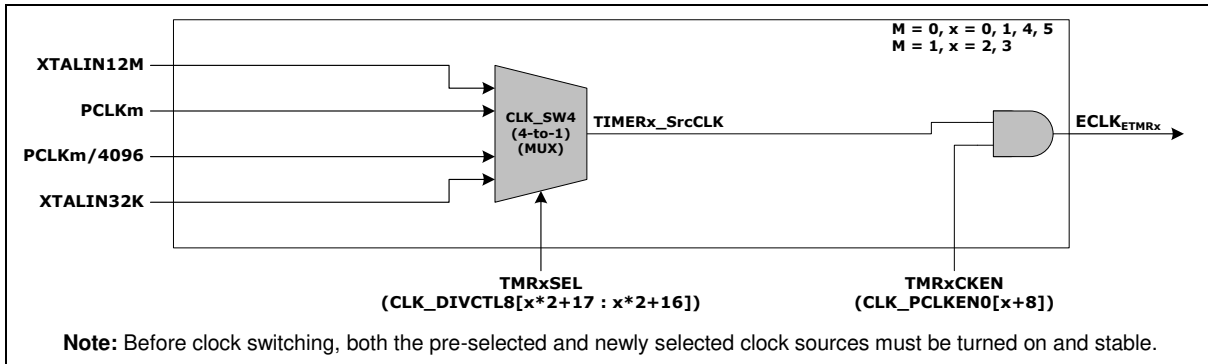 M = 0, x = 0, 1, 4, 5
M = 1, x = 2, 3
XTALIN12M
PCLKm
PCLKm/4096
XTALIN32K
CLK_SW4
(4-to-1)
(MUX)
TIMERx_SrcCLK
ECLK_ETMRx
TMRxSEL
(CLK_DIVCTL8[x*2+17 : x*2+16])
TMRxCKEN
(CLK_PCLKEN0[x+8])
Note: Before clock switching, both the pre-selected and newly selected clock sources must be turned on and stable.